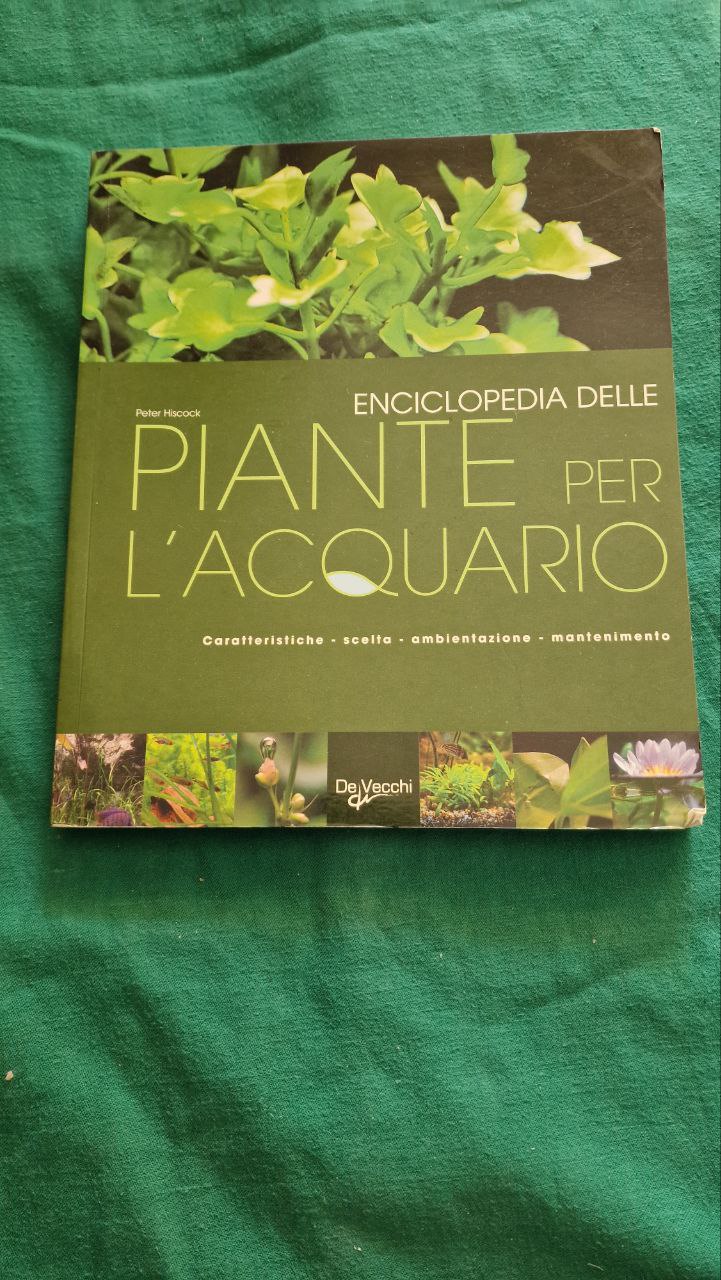 Peter Hiscock
ENCICLOPEDIA DELLE
PIANTE PER
L'ACQUARIO
Caratteristiche - scelta - ambientazione - mantenimento
De Vecchi